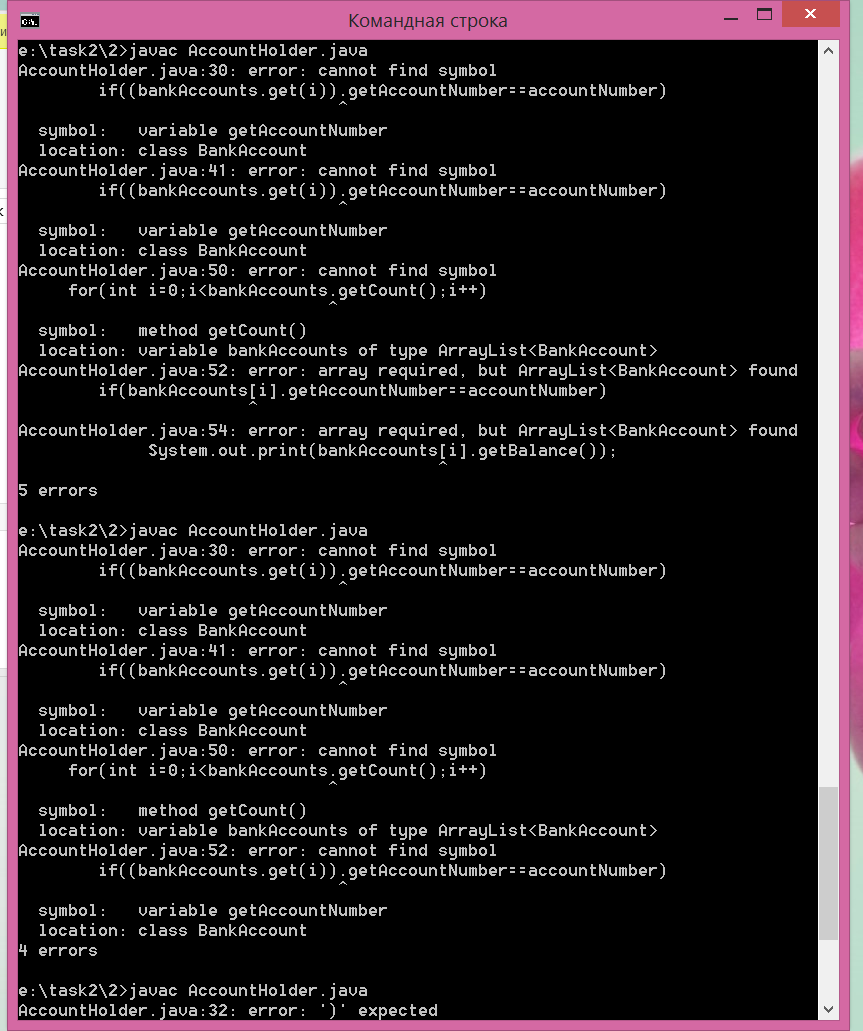 Командная строка
e:\task2\2>javac AccountHolder.java
AccountHolder.java:30: error: cannot find symbol
        if((bankAccounts.get(i)).getAccountNumber==accountNumber)
                                ^
  symbol:   variable getAccountNumber
  location: class BankAccount
AccountHolder.java:41: error: cannot find symbol
        if((bankAccounts.get(i)).getAccountNumber==accountNumber)
                                ^
  symbol:   variable getAccountNumber
  location: class BankAccount
AccountHolder.java:50: error: cannot find symbol
     for(int i=0;i<bankAccounts.getCount();i++)
                               ^
  symbol:   method getCount()
  location: variable bankAccounts of type ArrayList<BankAccount>
AccountHolder.java:52: error: array required, but ArrayList<BankAccount> found
        if(bankAccounts[i].getAccountNumber==accountNumber)
                       ^
AccountHolder.java:54: error: array required, but ArrayList<BankAccount> found
             System.out.print(bankAccounts[i].getBalance());
                                          ^
5 errors
e:\task2\2>javac AccountHolder.java
AccountHolder.java:30: error: cannot find symbol
        if((bankAccounts.get(i)).getAccountNumber==accountNumber)
                                ^
  symbol:   variable getAccountNumber
  location: class BankAccount
AccountHolder.java:41: error: cannot find symbol
        if((bankAccounts.get(i)).getAccountNumber==accountNumber)
                                ^
  symbol:   variable getAccountNumber
  location: class BankAccount
AccountHolder.java:50: error: cannot find symbol
     for(int i=0;i<bankAccounts.getCount();i++)
                               ^
  symbol:   method getCount()
  location: variable bankAccounts of type ArrayList<BankAccount>
AccountHolder.java:52: error: cannot find symbol
        if((bankAccounts.get(i)).getAccountNumber==accountNumber)
                                ^
  symbol:   variable getAccountNumber
  location: class BankAccount
4 errors
e:\task2\2>javac AccountHolder.java
AccountHolder.java:32: error: ')' expected